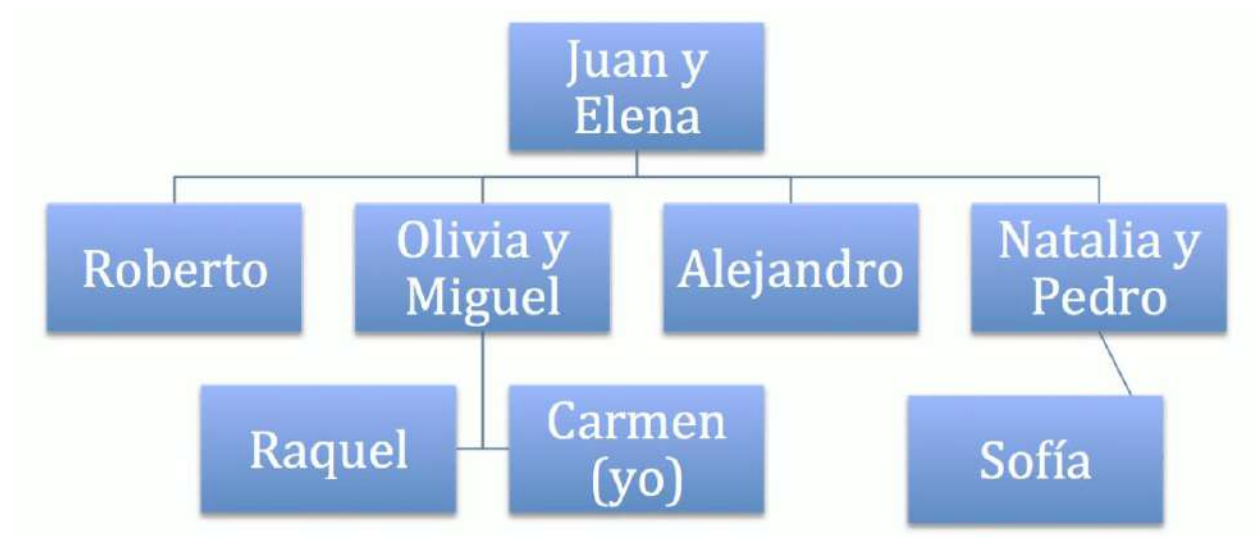 Juan y
Elena
Roberto
Olivia y
Miguel
Alejandro
Natalia y
Pedro
Raquel
Carmen
(yo)
Sofía